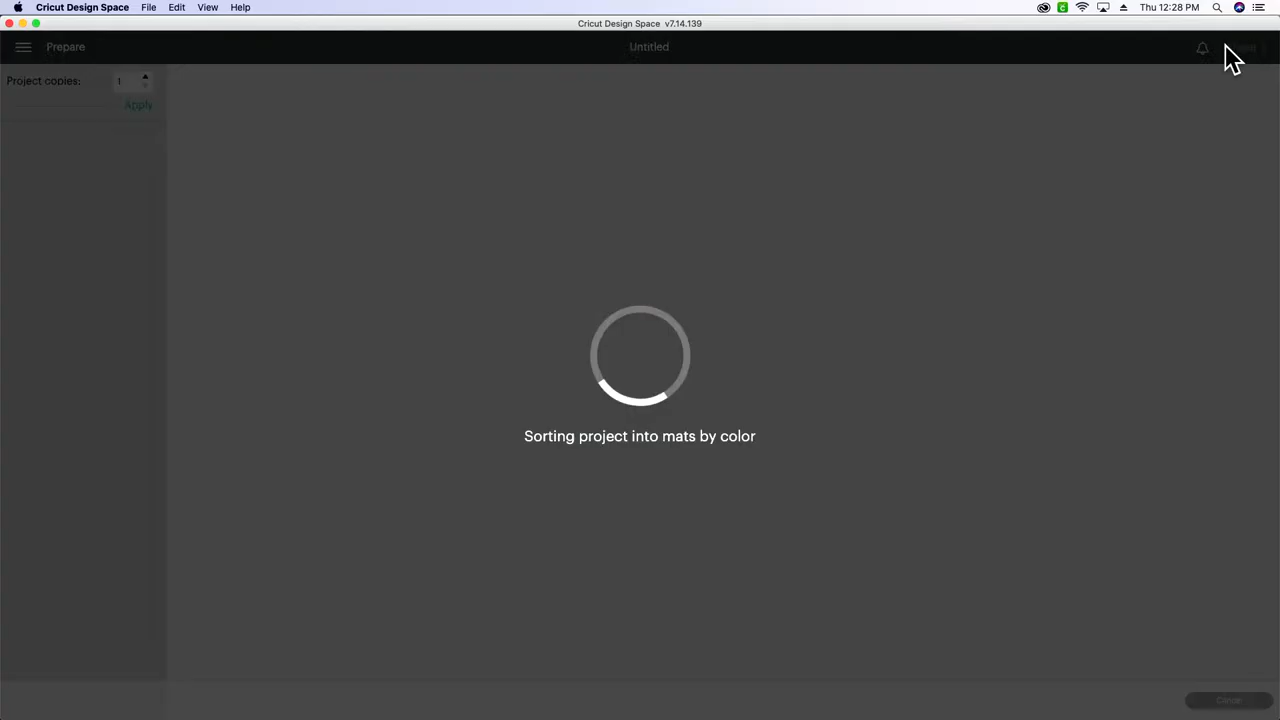 Cricut Design Space File Edit View Help Thu 12:28 PM
Cricut Design Space v7.14.139
Prepare Untitled
Project copies: 1
Apply
Sorting project into mats by color
Cancel